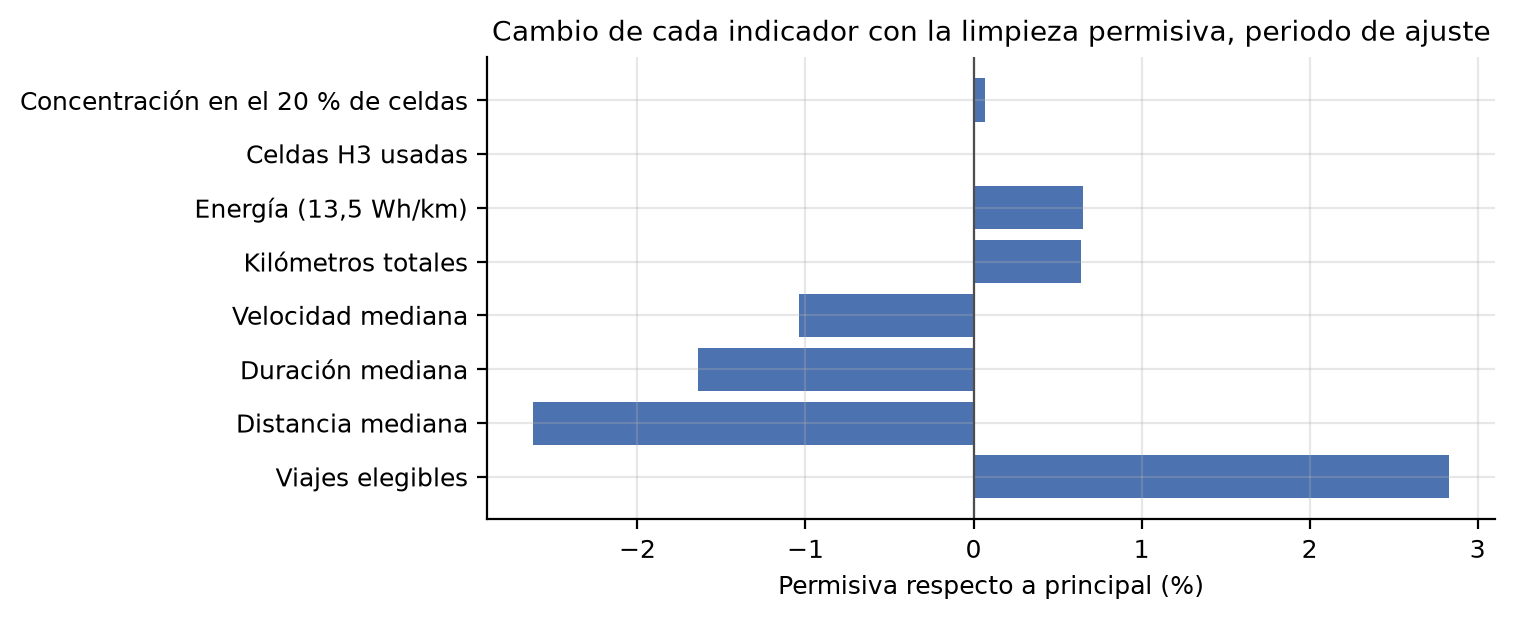 Cambio de cada indicador con la limpieza permisiva, periodo de ajuste
Concentración en el 20 % de celdas
Celdas H3 usadas
Energía (13,5 Wh/km)
Kilómetros totales
Velocidad mediana
Duración mediana
Distancia mediana
Viajes elegibles
−2 −1 0 1 2 3
Permisiva respecto a principal (%)